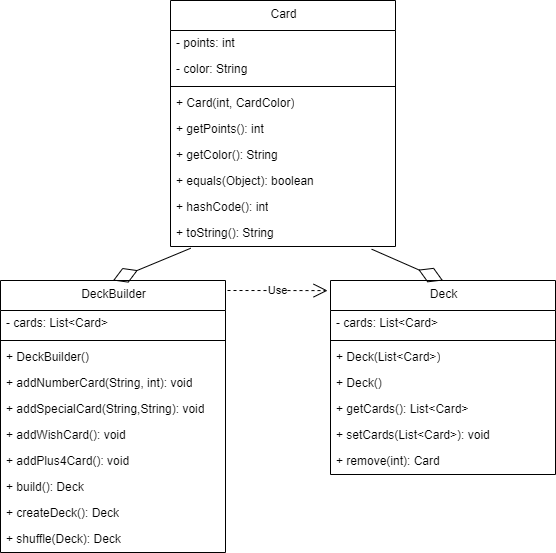 Card
- points: int
- color: String
+ Card(int, CardColor)
+ getPoints(): int
+ getColor(): String
+ equals(Object): boolean
+ hashCode(): int
+ toString(): String
DeckBuilder
- cards: List<Card>
+ DeckBuilder()
+ addNumberCard(String, int): void
+ addSpecialCard(String,String): void
+ addWishCard(): void
+ addPlus4Card(): void
+ build(): Deck
+ createDeck(): Deck
+ shuffle(Deck): Deck
Use
Deck
- cards: List<Card>
+ Deck(List<Card>)
+ Deck()
+ getCards(): List<Card>
+ setCards(List<Card>): void
+ remove(int): Card